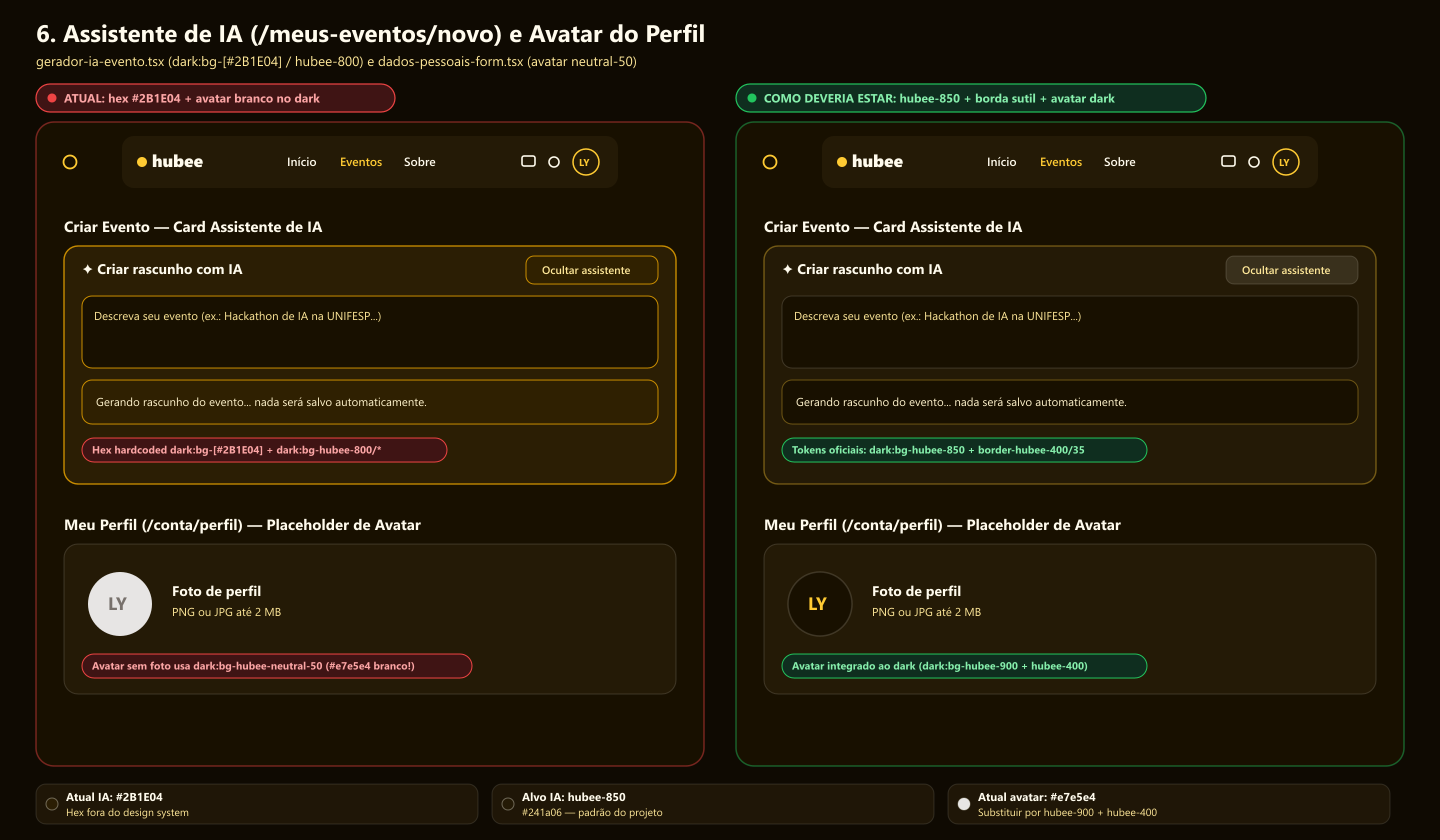 6. Assistente de IA (/meus-eventos/novo) e Avatar do Perfil
gerador-ia-evento.tsx (dark:bg-[#2B1E04] / hubee-800) e dados-pessoais-form.tsx (avatar neutral-50)
ATUAL: hex #2B1E04 + avatar branco no dark
hubee
Início
Eventos
Sobre
LY
Criar Evento — Card Assistente de IA
✦ Criar rascunho com IA
Ocultar assistente
Descreva seu evento (ex.: Hackathon de IA na UNIFESP...)
Gerando rascunho do evento... nada será salvo automaticamente.
Hex hardcoded dark:bg-[#2B1E04] + dark:bg-hubee-800/*
Meu Perfil (/conta/perfil) — Placeholder de Avatar
LY
Foto de perfil
PNG ou JPG até 2 MB
Avatar sem foto usa dark:bg-hubee-neutral-50 (#e7e5e4 branco!)
COMO DEVERIA ESTAR: hubee-850 + borda sutil + avatar dark
hubee
Início
Eventos
Sobre
LY
Criar Evento — Card Assistente de IA
✦ Criar rascunho com IA
Ocultar assistente
Descreva seu evento (ex.: Hackathon de IA na UNIFESP...)
Gerando rascunho do evento... nada será salvo automaticamente.
Tokens oficiais: dark:bg-hubee-850 + border-hubee-400/35
Meu Perfil (/conta/perfil) — Placeholder de Avatar
LY
Foto de perfil
PNG ou JPG até 2 MB
Avatar integrado ao dark (dark:bg-hubee-900 + hubee-400)
Atual IA: #2B1E04
Hex fora do design system
Alvo IA: hubee-850
#241a06 — padrão do projeto
Atual avatar: #e7e5e4
Substituir por hubee-900 + hubee-400